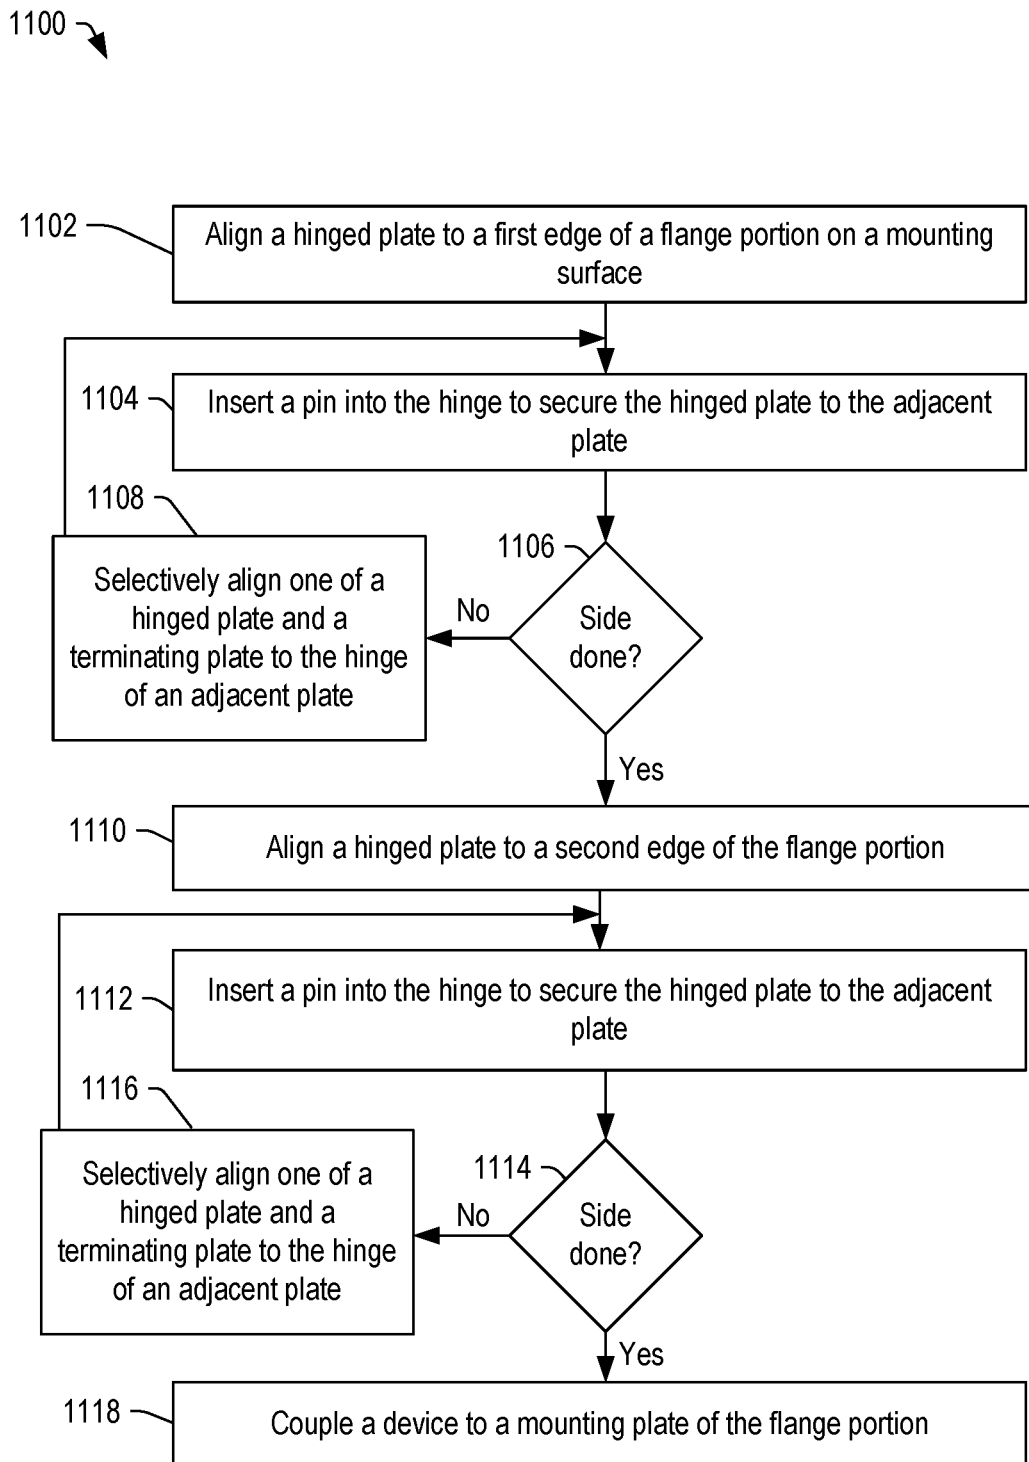 1100
1102
Align a hinged plate to a first edge of a flange portion on a mounting
surface
1104
Insert a pin into the hinge to secure the hinged plate to the adjacent
plate
1108
1106
Selectively align one of a
hinged plate and a
terminating plate to the hinge
of an adjacent plate
No
Side
done?
Yes
1110
Align a hinged plate to a second edge of the flange portion
1112
Insert a pin into the hinge to secure the hinged plate to the adjacent
plate
1116
1114
Selectively align one of a
hinged plate and a
terminating plate to the hinge
of an adjacent plate
No
Side
done?
Yes
1118
Couple a device to a mounting plate of the flange portion